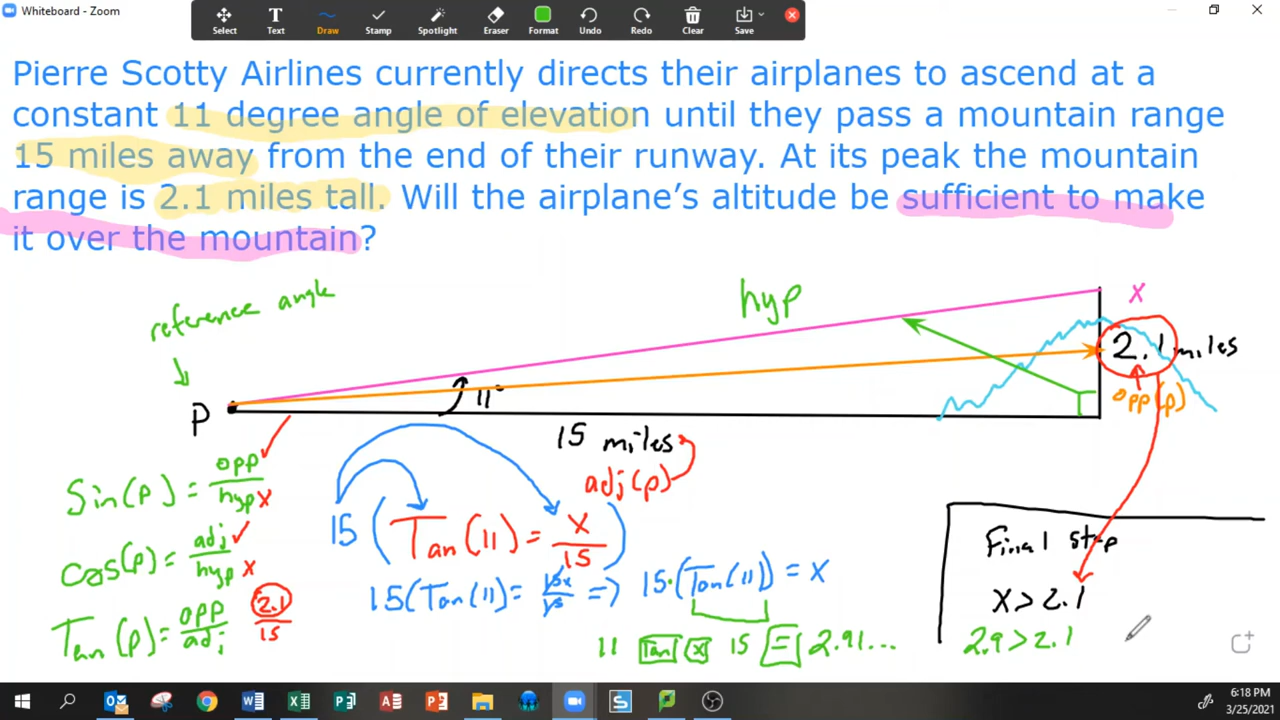 Whiteboard - Zoom
Select
Text
Draw
Stamp
Spotlight
Eraser
Format
Undo
Redo
Clear
Save
Pierre Scotty Airlines currently directs their airplanes to ascend at a
constant 11 degree angle of elevation until they pass a mountain range
15 miles away from the end of their runway. At its peak the mountain
range is 2.1 miles tall. Will the airplane's altitude be sufficient to make
it over the mountain?
reference angle
hyp
x
2.1 miles
opp(p)
P
11°
15 miles
adj(p)
Sin(p) = opp/hyp x
cos(p) = adj/hyp x
Tan(p) = opp/adj 2.1/15
15 (Tan(11) = x/15)
15(Tan(11) = 15x/15 => 15·(Tan(11)) = x
11 Tan x 15 = 2.91...
Final step
x > 2.1
2.9 > 2.1
6:18 PM
3/25/2021